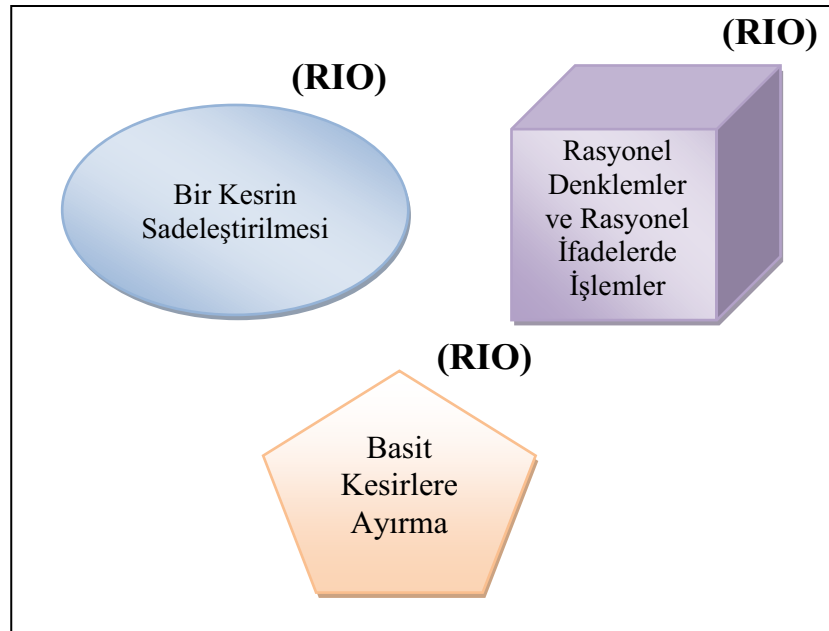 (RIO)
Bir Kesrin
Sadeleştirilmesi
(RIO)
Rasyonel
Denklemler
ve Rasyonel
İfadelerde
İşlemler
(RIO)
Basit
Kesirlere
Ayırma